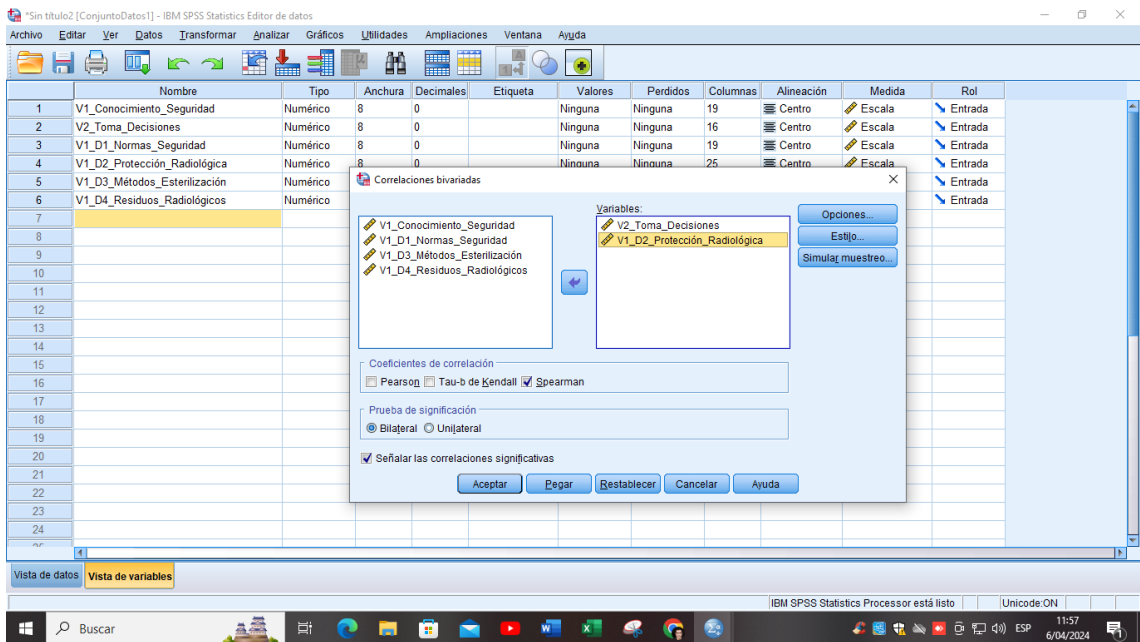 *Sin título2 [ConjuntoDatos1] - IBM SPSS Statistics Editor de datos
Archivo Editar Ver Datos Transformar Analizar Gráficos Utilidades Ampliaciones Ventana Ayuda
Nombre Tipo Anchura Decimales Etiqueta Valores Perdidos Columnas Alineación Medida Rol
1 V1_Conocimiento_Seguridad Numérico 8 0 Ninguna Ninguna 19 Centro Escala Entrada
2 V2_Toma_Decisiones Numérico 8 0 Ninguna Ninguna 16 Centro Escala Entrada
3 V1_D1_Normas_Seguridad Numérico 8 0 Ninguna Ninguna 19 Centro Escala Entrada
4 V1_D2_Protección_Radiológica Numérico 8 0 Ninguna Ninguna 25 Centro Escala Entrada
5 V1_D3_Métodos_Esterilización Numérico Entrada
6 V1_D4_Residuos_Radiológicos Numérico Entrada
7
8
9
10
11
12
13
14
15
16
17
18
19
20
21
22
23
24
Correlaciones bivariadas
V1_Conocimiento_Seguridad
V1_D1_Normas_Seguridad
V1_D3_Métodos_Esterilización
V1_D4_Residuos_Radiológicos
Variables:
V2_Toma_Decisiones
V1_D2_Protección_Radiológica
Opciones...
Estilo...
Simular muestreo...
Coeficientes de correlación
Pearson Tau-b de Kendall Spearman
Prueba de significación
Bilateral Unilateral
Señalar las correlaciones significativas
Aceptar Pegar Restablecer Cancelar Ayuda
Vista de datos Vista de variables
IBM SPSS Statistics Processor está listo Unicode:ON
Buscar
ESP
11:57
6/04/2024